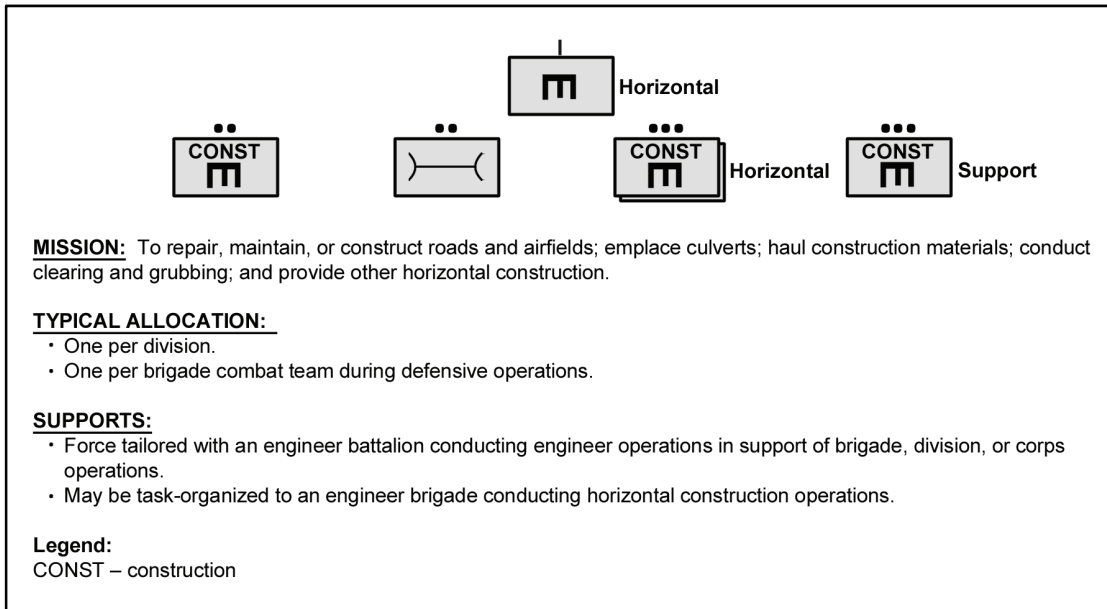 Horizontal
CONST
CONST
Horizontal
CONST
Support
MISSION: To repair, maintain, or construct roads and airfields; emplace culverts; haul construction materials; conduct
clearing and grubbing; and provide other horizontal construction.
TYPICAL ALLOCATION:
• One per division.
• One per brigade combat team during defensive operations.
SUPPORTS:
• Force tailored with an engineer battalion conducting engineer operations in support of brigade, division, or corps
operations.
• May be task-organized to an engineer brigade conducting horizontal construction operations.
Legend:
CONST – construction